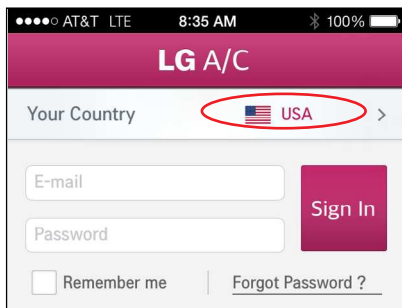 AT&T LTE 8:35 AM 100%
LG A/C
Your Country USA >
E-mail
Sign In
Password
Remember me Forgot Password ?